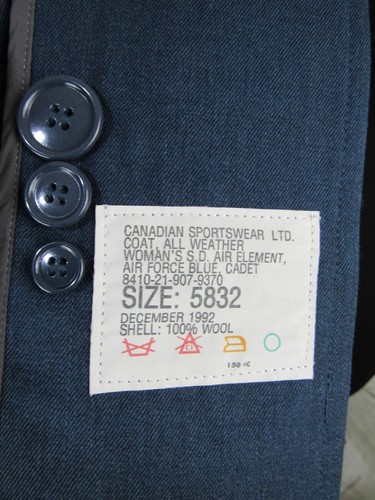 CANADIAN SPORTSWEAR LTD.
COAT, ALL WEATHER
WOMAN'S S.D. AIR ELEMENT,
AIR FORCE BLUE, CADET
8410-21-907-9370
SIZE: 5832
DECEMBER 1992
SHELL: 100% WOOL
Cl
150 °C